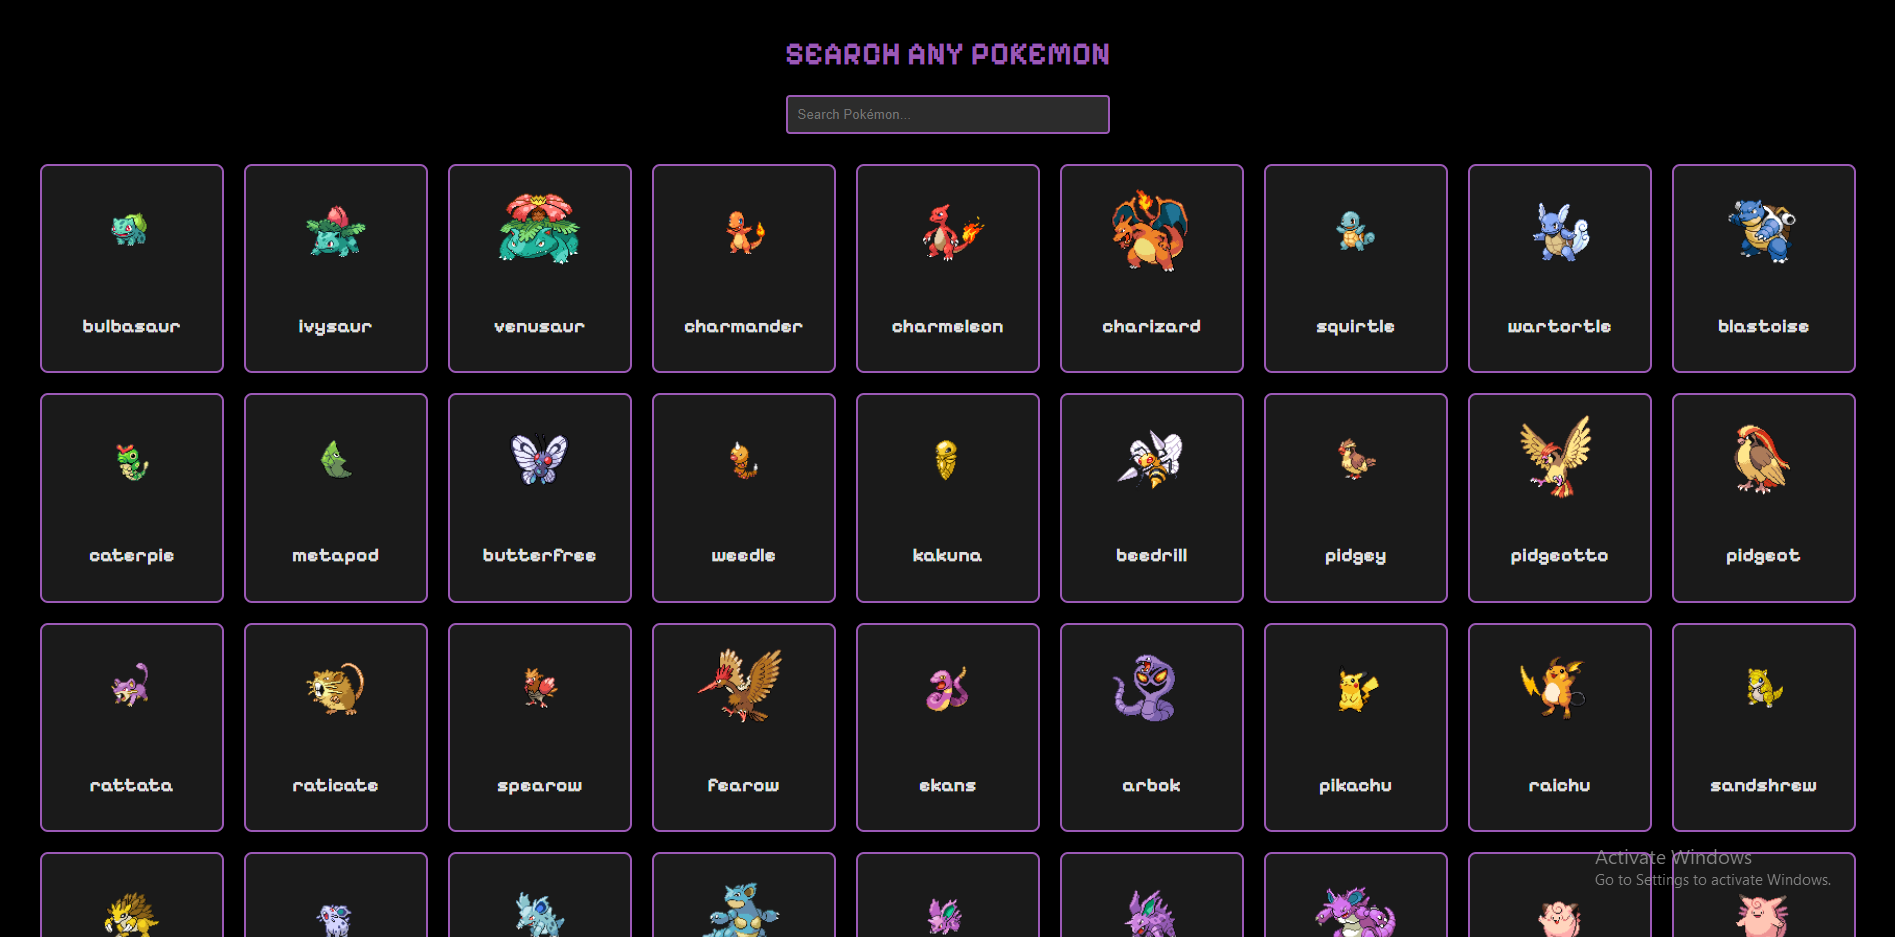 SEARCH ANY POKEMON
Search Pokémon...
bulbasaur
ivysaur
venusaur
charmander
charmeleon
charizard
squirtle
wartortle
blastoise
caterpie
metapod
butterfree
weedle
kakuna
beedrill
pidgey
pidgeotto
pidgeot
rattata
raticate
spearow
fearow
ekans
arbok
pikachu
raichu
sandshrew
Activate Windows
Go to Settings to activate Windows.